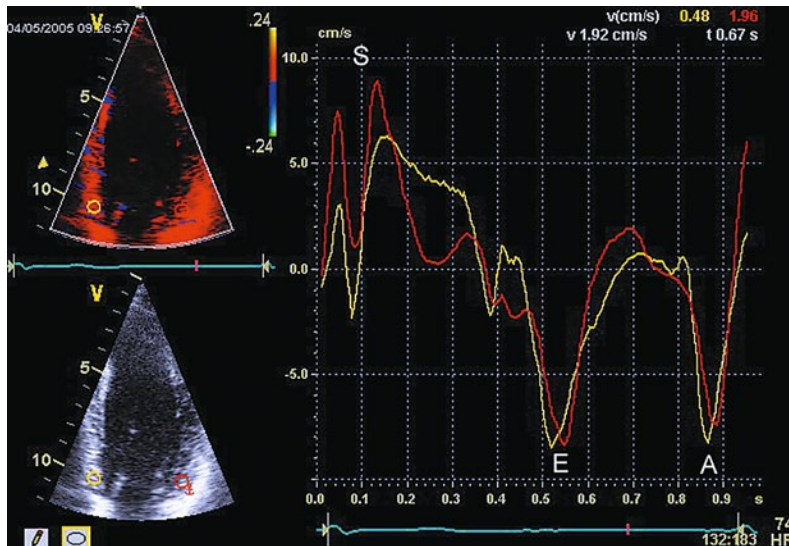 04/05/2005 09:26:57
V
5
10
.24
-.24
V
5
10
v(cm/s) 0.48 1.96
v 1.92 cm/s t 0.67 s
cm/s
S
10.0
5.0
0.0
-5.0
E A
0.0 0.1 0.2 0.3 0.4 0.5 0.6 0.7 0.8 0.9 s
74
132:183 HR